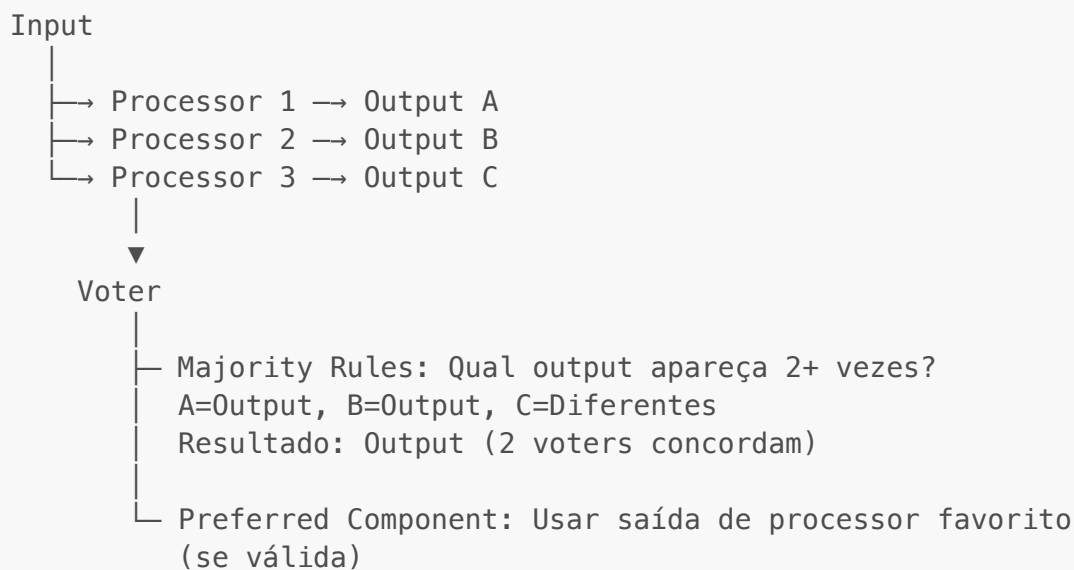 Input
│
├─→ Processor 1 ─→ Output A
├─→ Processor 2 ─→ Output B
└─→ Processor 3 ─→ Output C
│
▼
Voter
│
├─ Majority Rules: Qual output apareça 2+ vezes?
│ A=Output, B=Output, C=Diferentes
│ Resultado: Output (2 voters concordam)
│
└─ Preferred Component: Usar saída de processor favorito
(se válida)